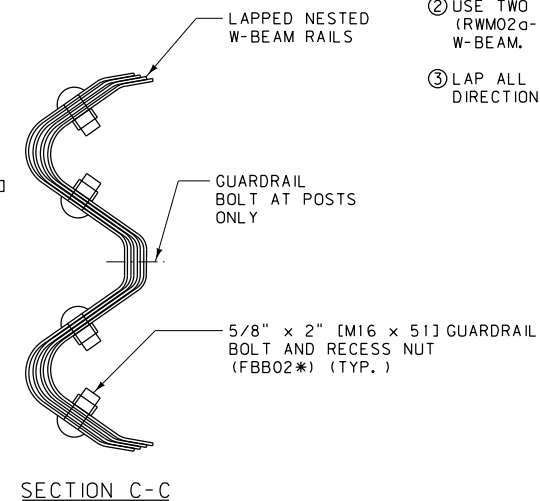 LAPPED NESTED
W-BEAM RAILS
② USE TWO
(RWM02a-
W-BEAM.
③ LAP ALL
DIRECTION
GUARDRAIL
BOLT AT POSTS
ONLY
5/8" x 2" [M16 x 51] GUARDRAIL
BOLT AND RECESS NUT
(FBB02*) (TYP. )
SECTION C-C